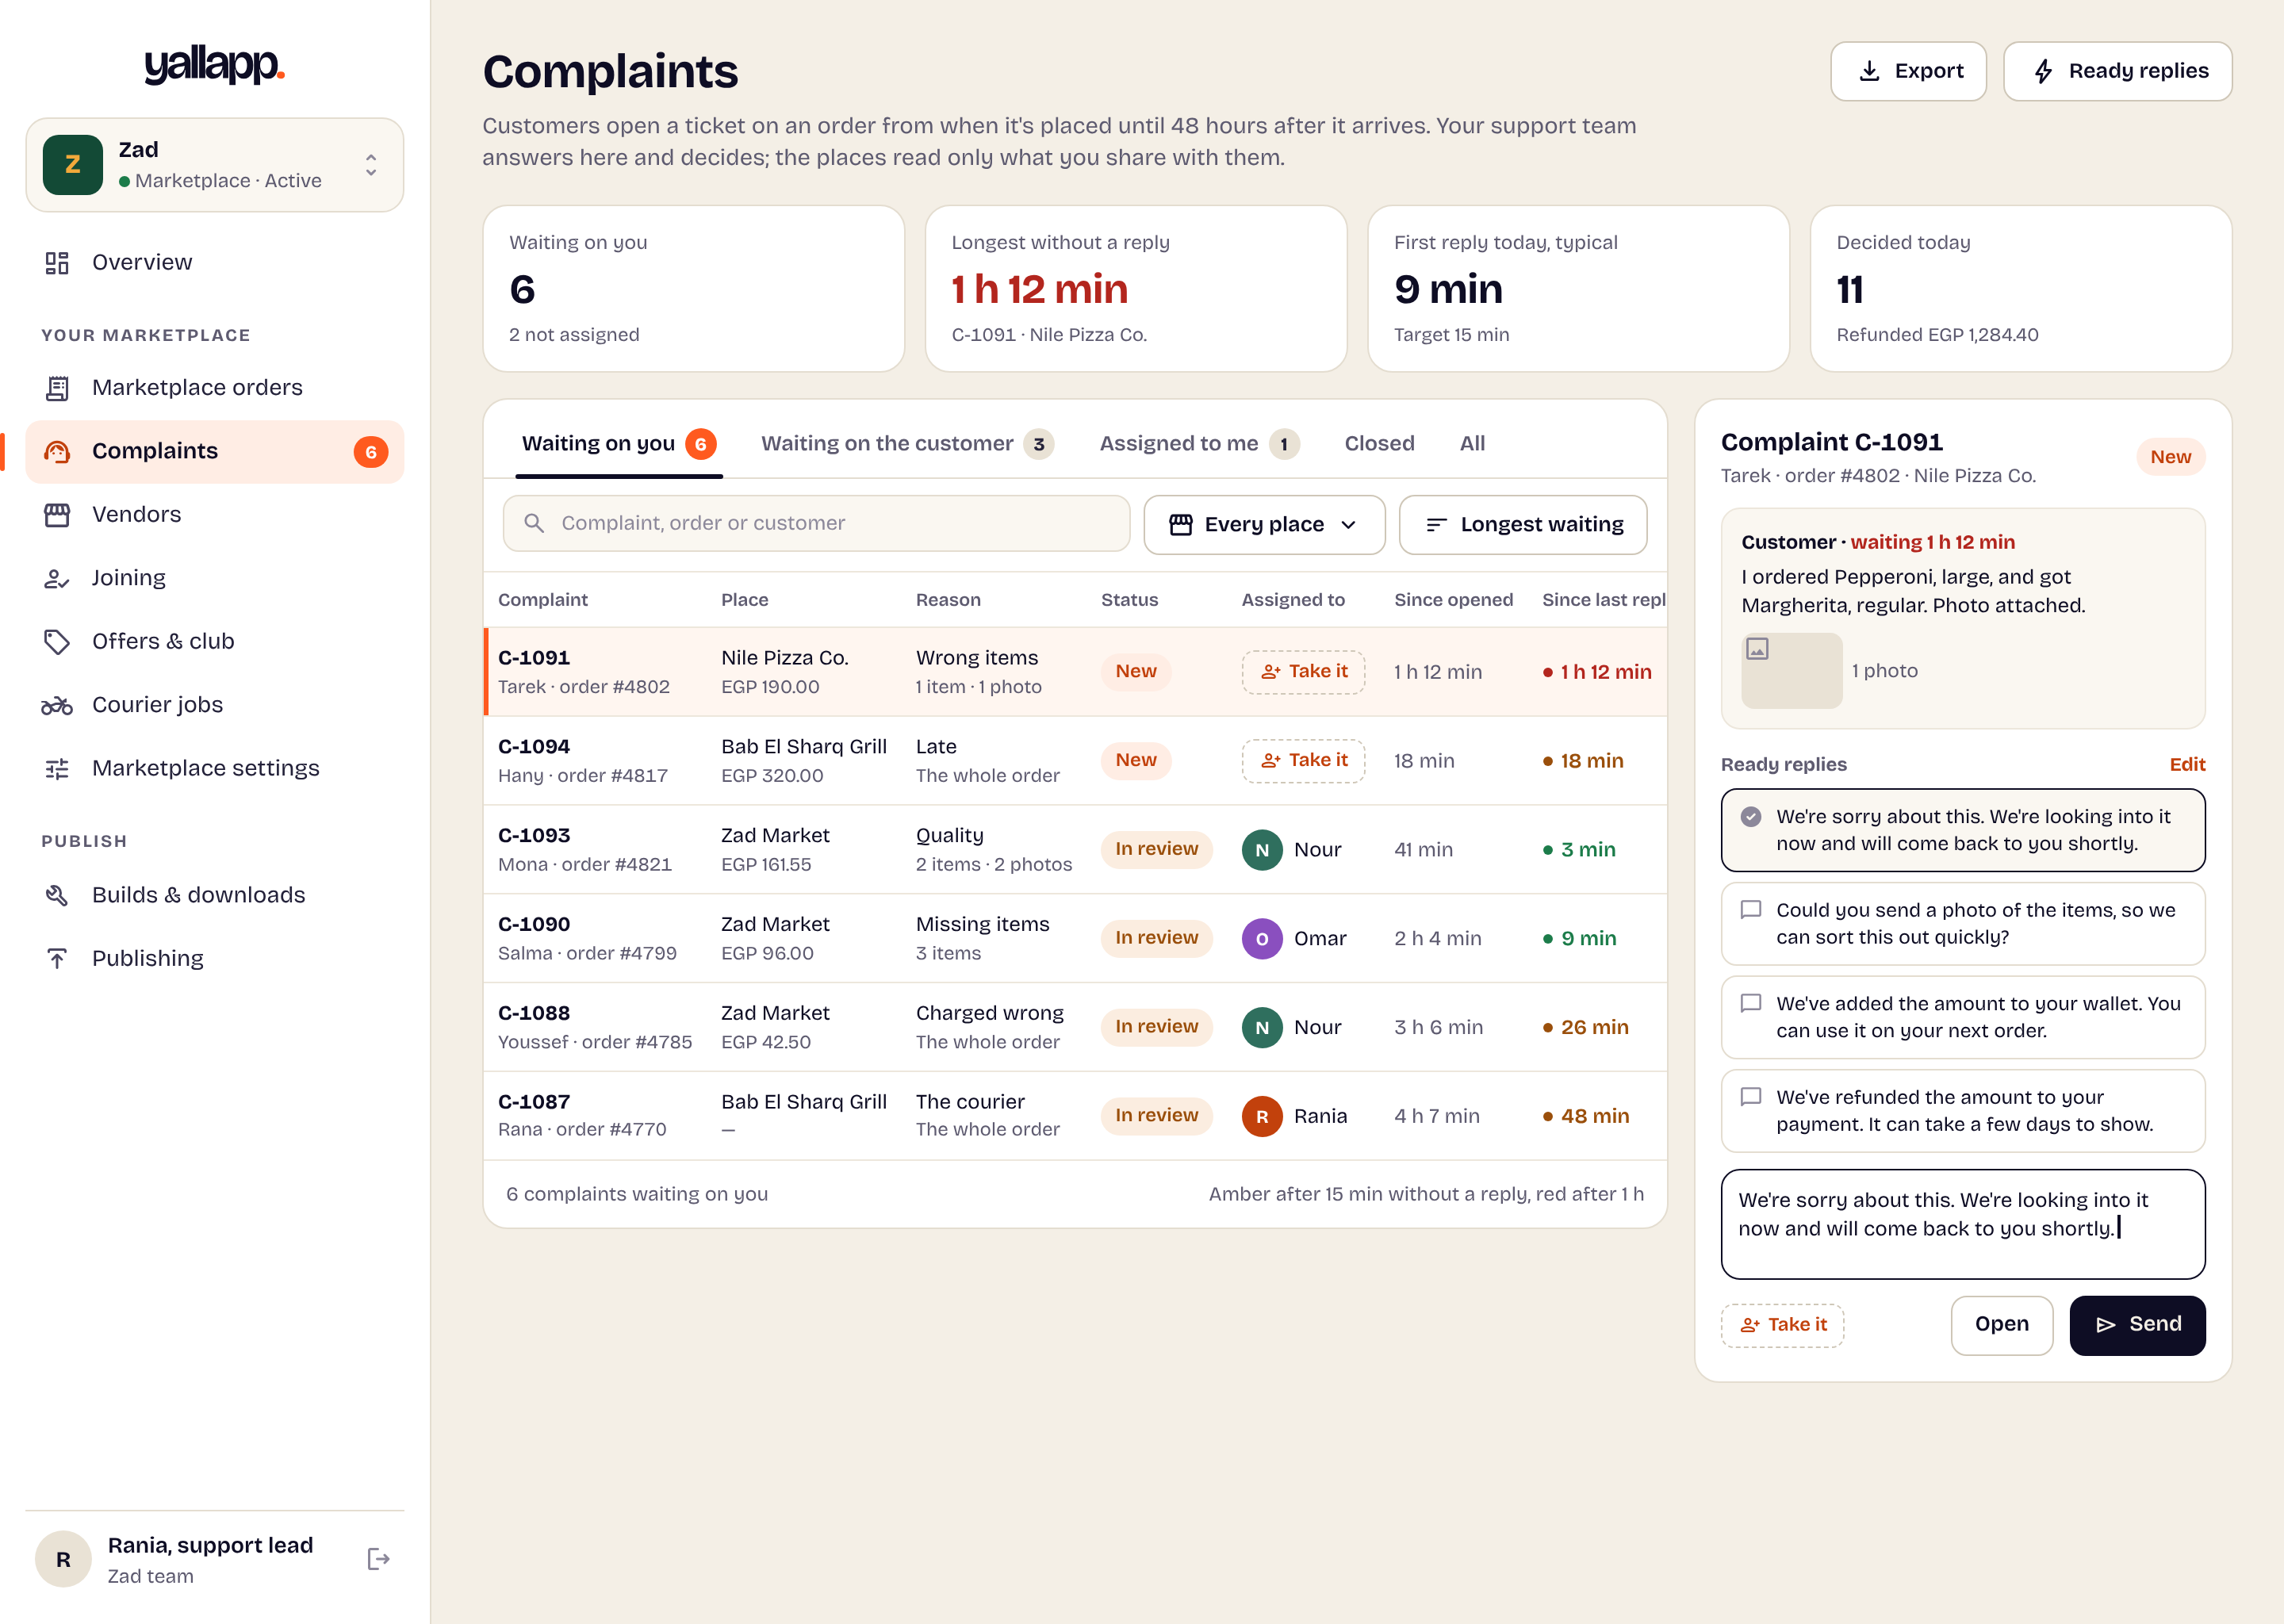 yallapp.
Z
Zad
Marketplace · Active
Overview
YOUR MARKETPLACE
Marketplace orders
Complaints
6
Vendors
Joining
Offers & club
Courier jobs
Marketplace settings
PUBLISH
Builds & downloads
Publishing
R
Rania, support lead
Zad team
Complaints
Export
Ready replies
Customers open a ticket on an order from when it's placed until 48 hours after it arrives. Your support team
answers here and decides; the places read only what you share with them.
Waiting on you
6
2 not assigned
Longest without a reply
1 h 12 min
C-1091 · Nile Pizza Co.
First reply today, typical
9 min
Target 15 min
Decided today
11
Refunded EGP 1,284.40
Waiting on you 6
Waiting on the customer 3
Assigned to me 1
Closed
All
Complaint, order or customer
Every place
Longest waiting
Complaint Place Reason Status Assigned to Since opened Since last repl
C-1091 Nile Pizza Co. Wrong items New Take it 1 h 12 min 1 h 12 min
Tarek · order #4802 EGP 190.00 1 item · 1 photo
C-1094 Bab El Sharq Grill Late New Take it 18 min 18 min
Hany · order #4817 EGP 320.00 The whole order
C-1093 Zad Market Quality In review N Nour 41 min 3 min
Mona · order #4821 EGP 161.55 2 items · 2 photos
C-1090 Zad Market Missing items In review O Omar 2 h 4 min 9 min
Salma · order #4799 EGP 96.00 3 items
C-1088 Zad Market Charged wrong In review N Nour 3 h 6 min 26 min
Youssef · order #4785 EGP 42.50 The whole order
C-1087 Bab El Sharq Grill The courier In review R Rania 4 h 7 min 48 min
Rana · order #4770 — The whole order
6 complaints waiting on you
Amber after 15 min without a reply, red after 1 h
Complaint C-1091
New
Tarek · order #4802 · Nile Pizza Co.
Customer · waiting 1 h 12 min
I ordered Pepperoni, large, and got
Margherita, regular. Photo attached.
1 photo
Ready replies
Edit
We're sorry about this. We're looking into it
now and will come back to you shortly.
Could you send a photo of the items, so we
can sort this out quickly?
We've added the amount to your wallet. You
can use it on your next order.
We've refunded the amount to your
payment. It can take a few days to show.
We're sorry about this. We're looking into it
now and will come back to you shortly.
Take it
Open
Send